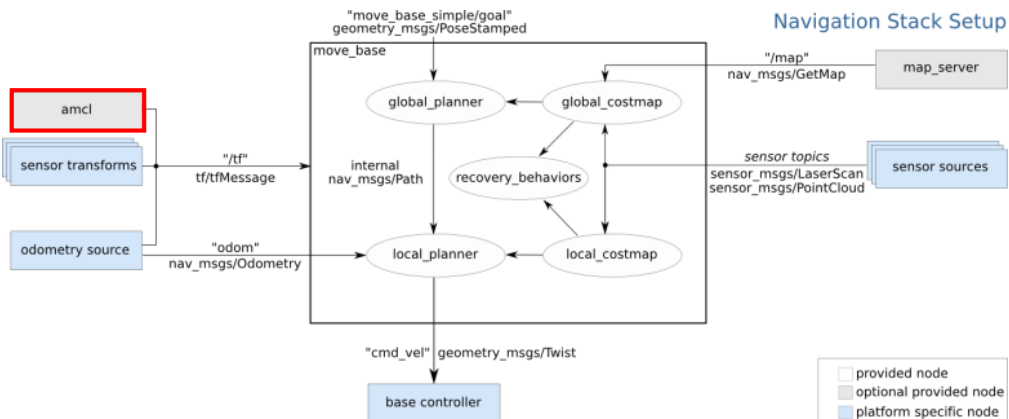 Navigation Stack Setup
"move_base_simple/goal"
geometry_msgs/PoseStamped
move_base
"/map"
nav_msgs/GetMap
map_server
amcl
global_planner
global_costmap
sensor transforms
"/tf"
tf/tfMessage
internal
nav_msgs/Path
recovery_behaviors
sensor topics
sensor_msgs/LaserScan
sensor_msgs/PointCloud
sensor sources
odometry source
"odom"
nav_msgs/Odometry
local_planner
local_costmap
"cmd_vel" geometry_msgs/Twist
base controller
provided node
optional provided node
platform specific node